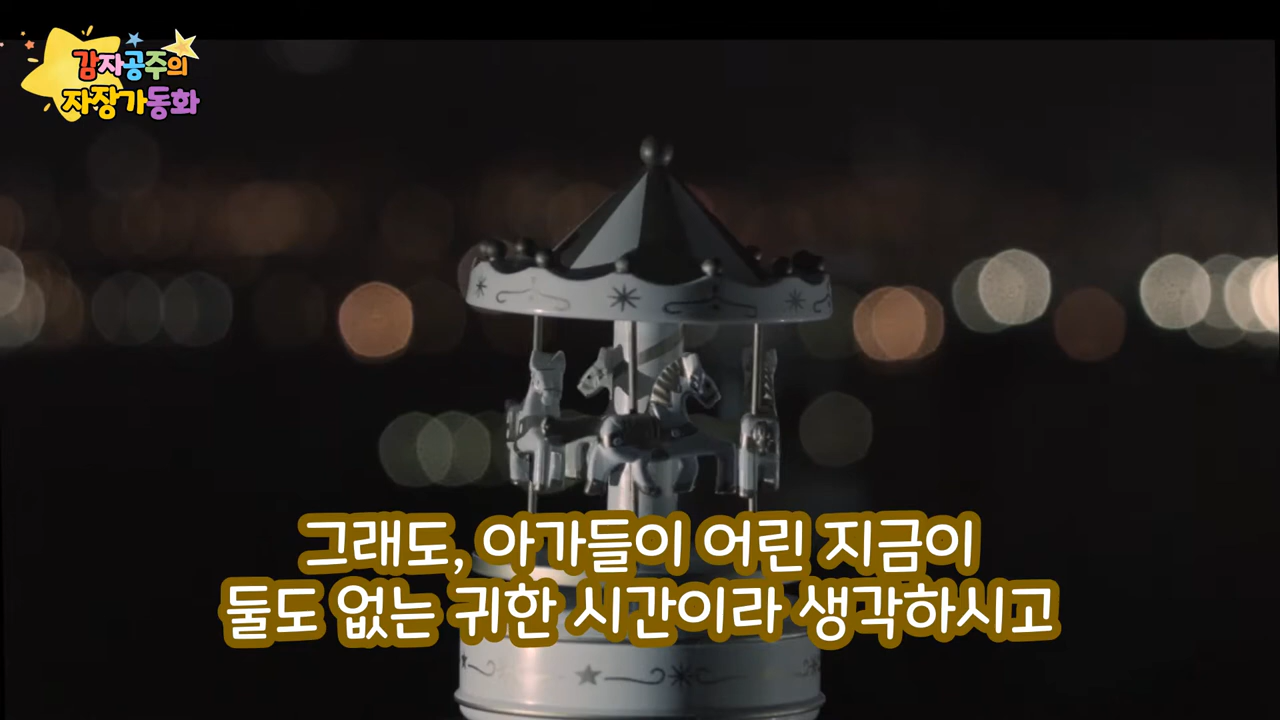 감자공주의
자장가동화
그래도, 아가들이 어린 지금이
둘도 없는 귀한 시간이라 생각하시고